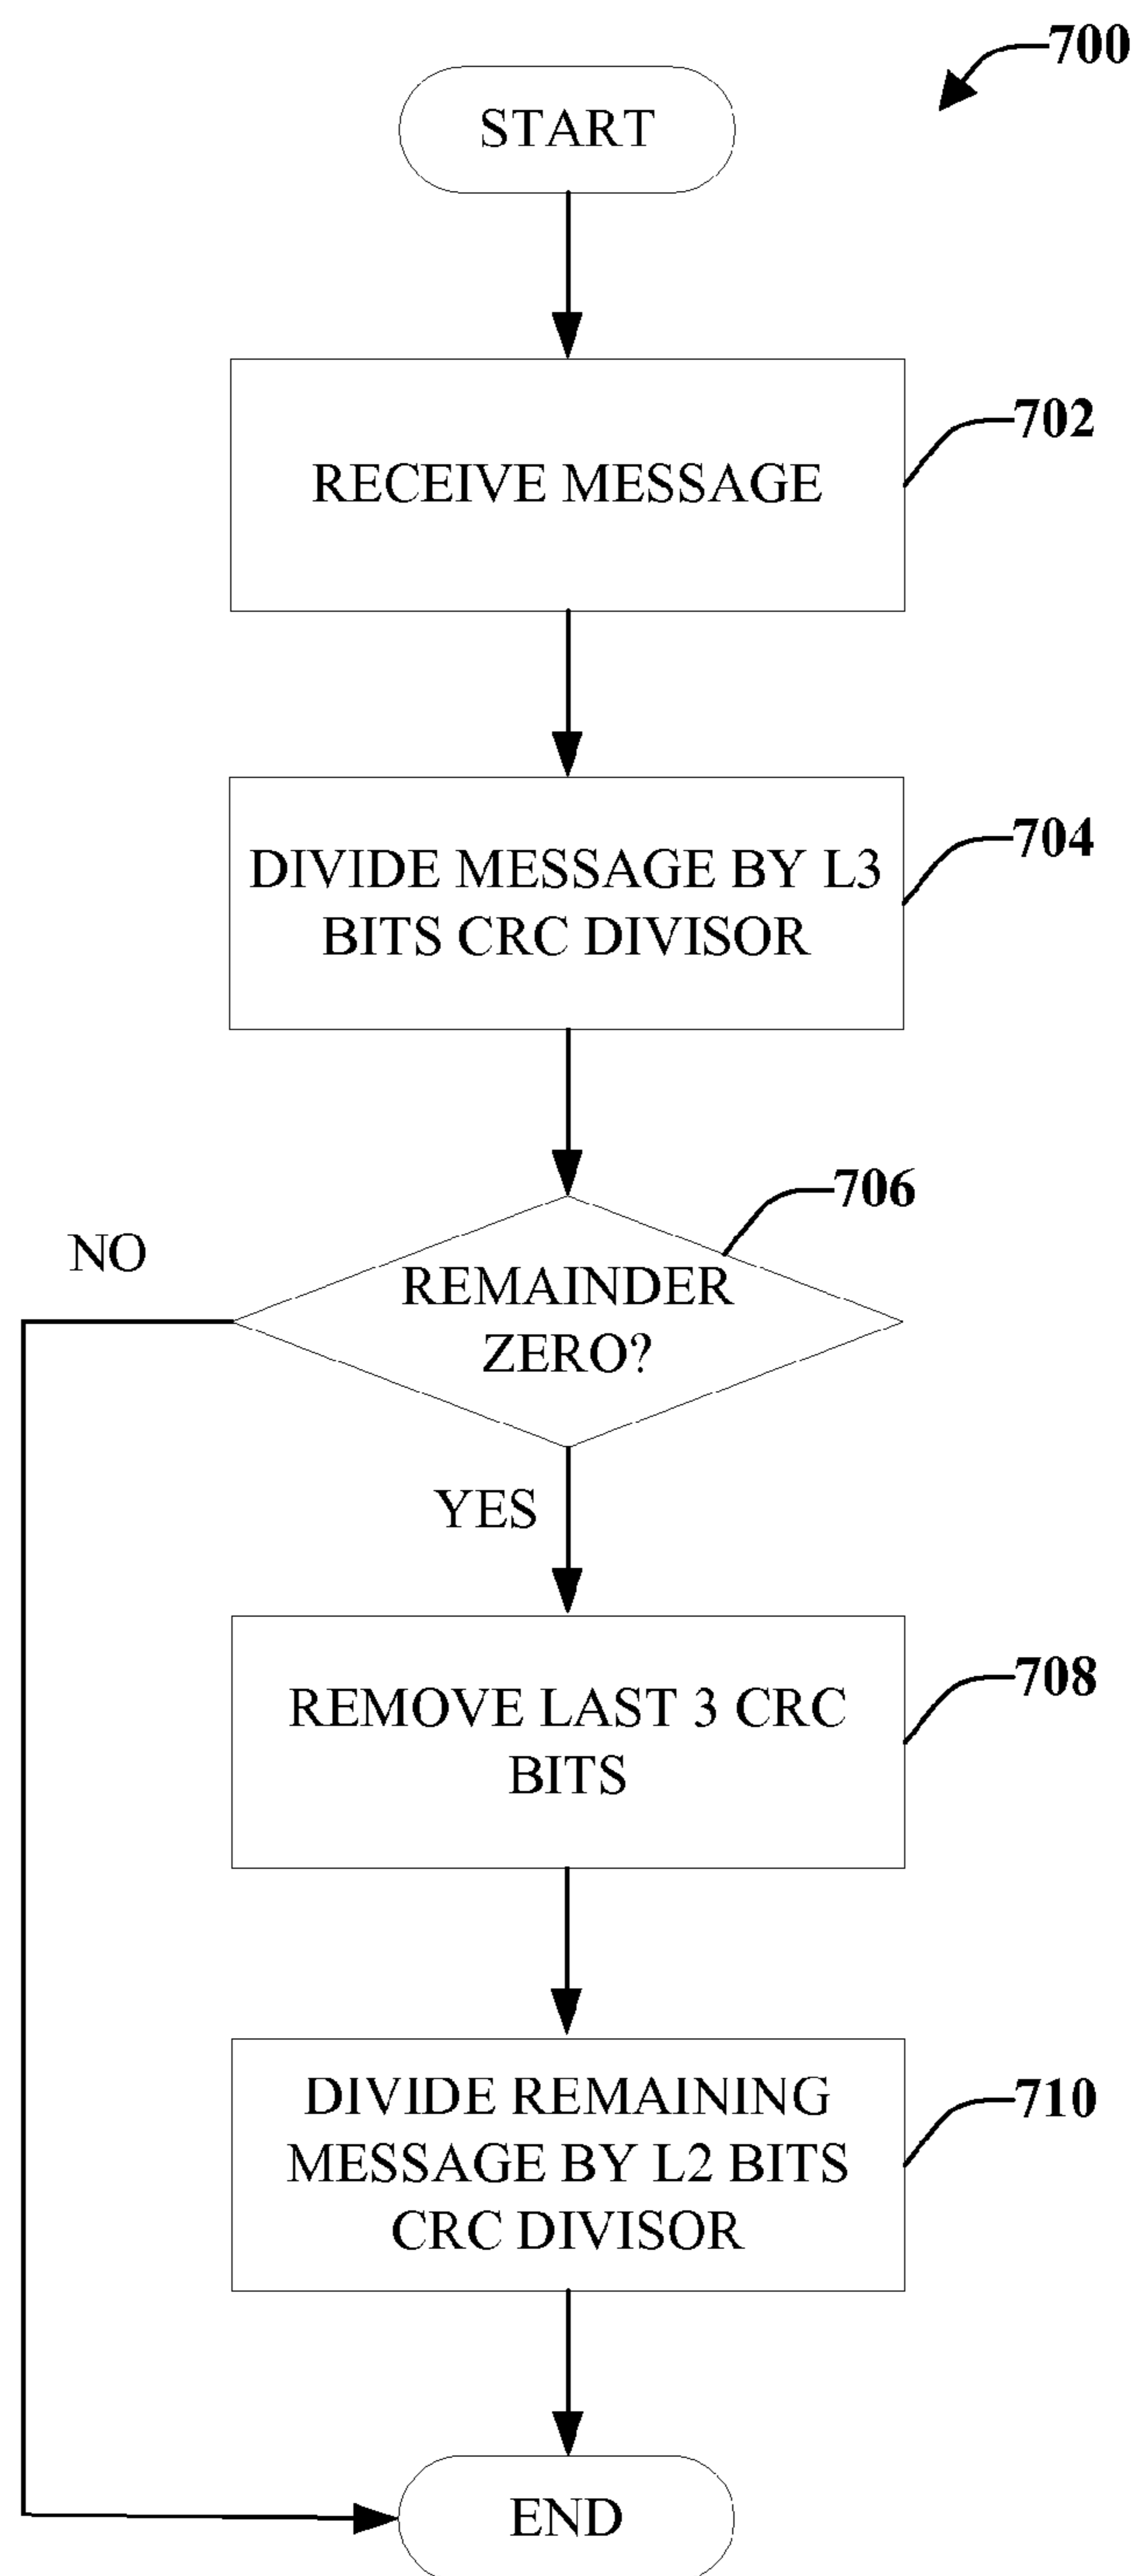 700
START
702
RECEIVE MESSAGE
704
DIVIDE MESSAGE BY L3
BITS CRC DIVISOR
706
NO
REMAINDER
ZERO?
YES
708
REMOVE LAST 3 CRC
BITS
710
DIVIDE REMAINING
MESSAGE BY L2 BITS
CRC DIVISOR
END